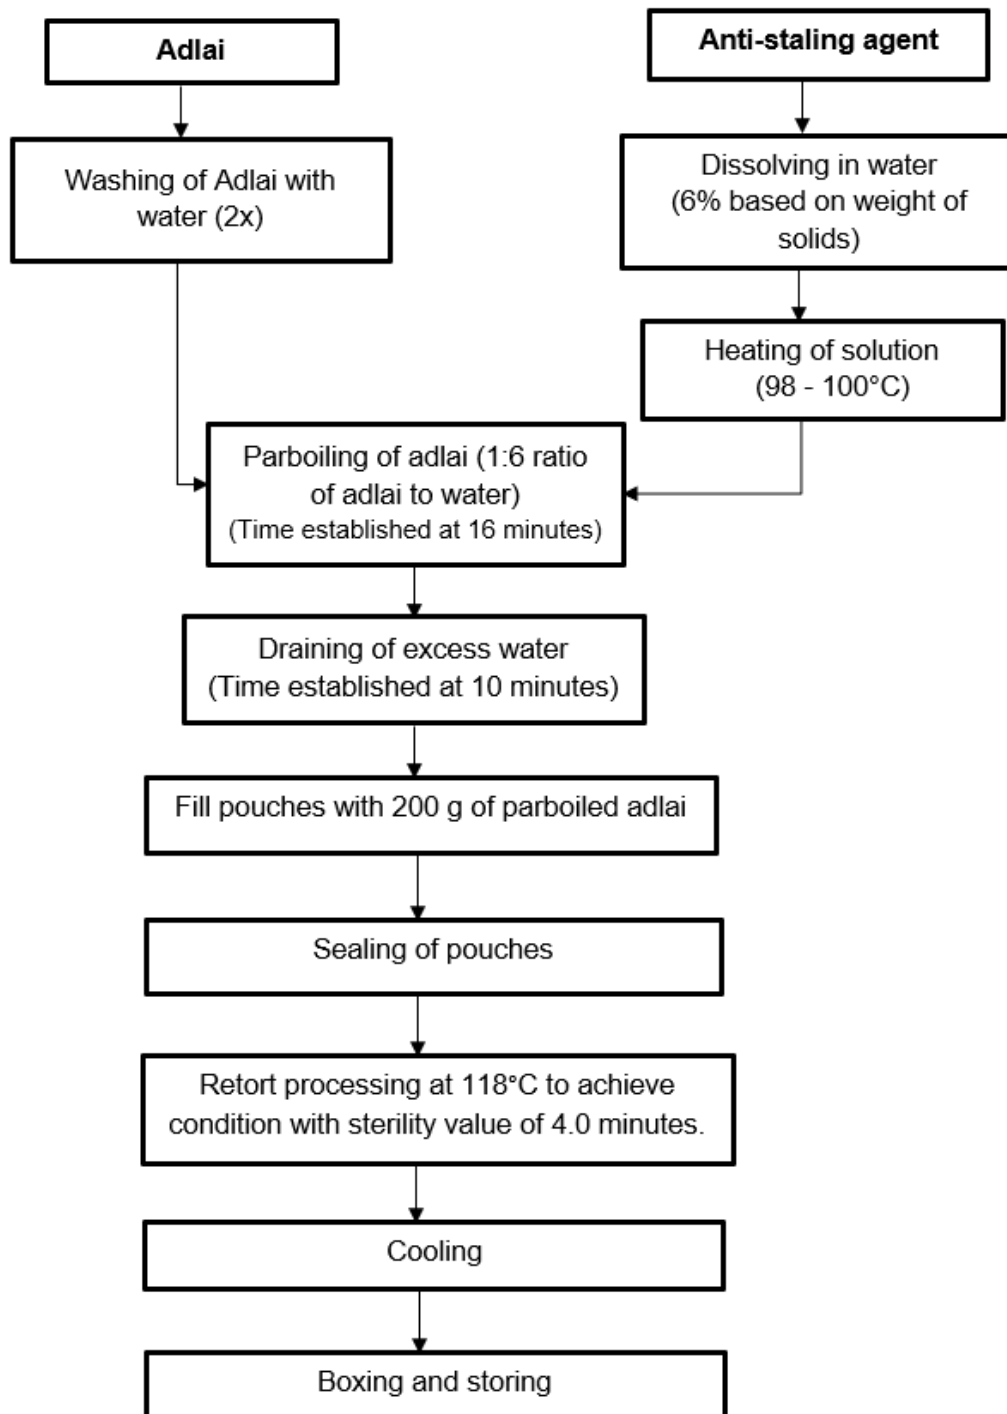 Adlai
Anti-staling agent
Washing of Adlai with
water (2x)
Dissolving in water
(6% based on weight of
solids)
Heating of solution
(98 - 100°C)
Parboiling of adlai (1:6 ratio
of adlai to water)
(Time established at 16 minutes)
Draining of excess water
(Time established at 10 minutes)
Fill pouches with 200 g of parboiled adlai
Sealing of pouches
Retort processing at 118°C to achieve
condition with sterility value of 4.0 minutes.
Cooling
Boxing and storing